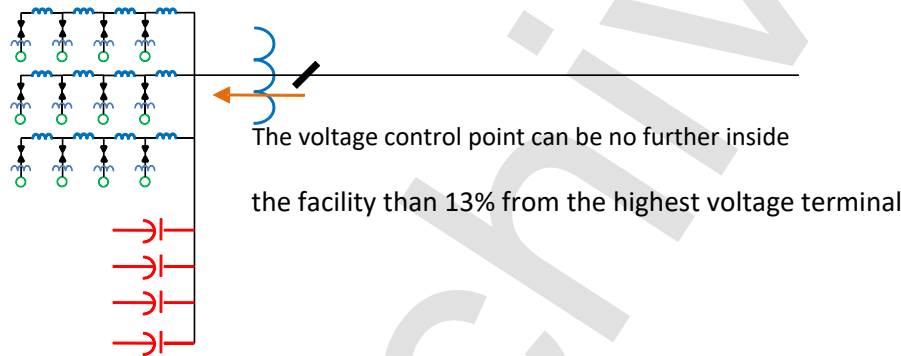 The voltage control point can be no further inside
the facility than 13% from the highest voltage terminal